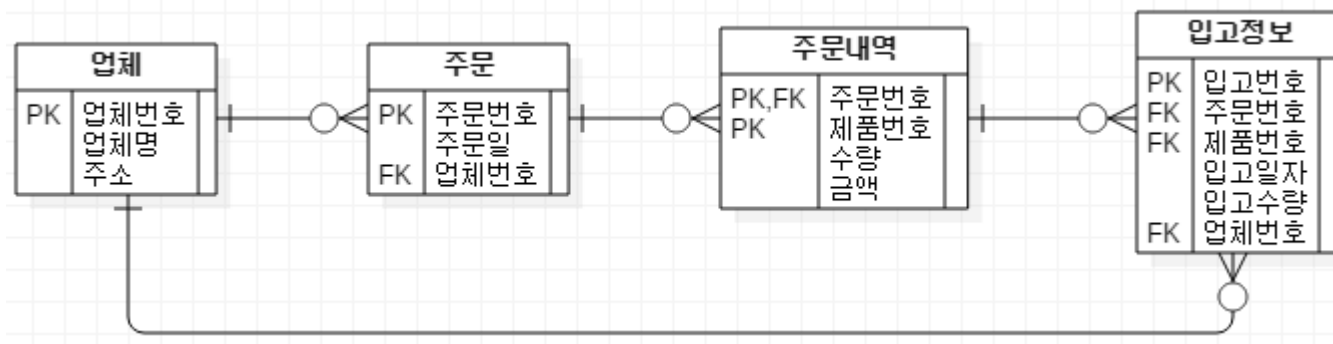 업체
PK 업체번호
업체명
주소
주문
PK 주문번호
주문일
FK 업체번호
주문내역
PK,FK 주문번호
PK 제품번호
수량
금액
입고정보
PK 입고번호
FK 주문번호
FK 제품번호
입고일자
입고수량
FK 업체번호